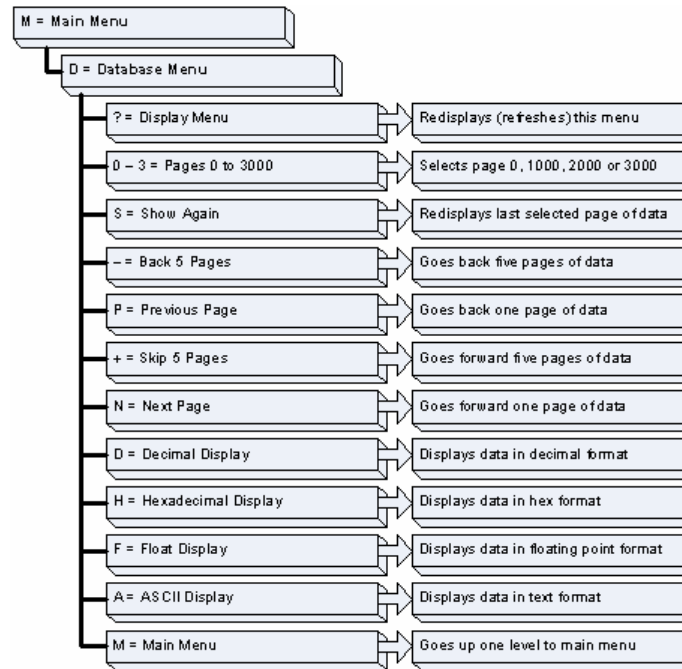 M = Main Menu
D = Database Menu
? = Display Menu
Redisplays (refreshes) this menu
0 – 3 = Pages 0 to 3000
Selects page 0, 1000, 2000 or 3000
S = Show Again
Redisplays last selected page of data
– = Back 5 Pages
Goes back five pages of data
P = Previous Page
Goes back one page of data
+ = Skip 5 Pages
Goes forward five pages of data
N = Next Page
Goes forward one page of data
D = Decimal Display
Displays data in decimal format
H = Hexadecimal Display
Displays data in hex format
F = Float Display
Displays data in floating point format
A = ASCII Display
Displays data in text format
M = Main Menu
Goes up one level to main menu